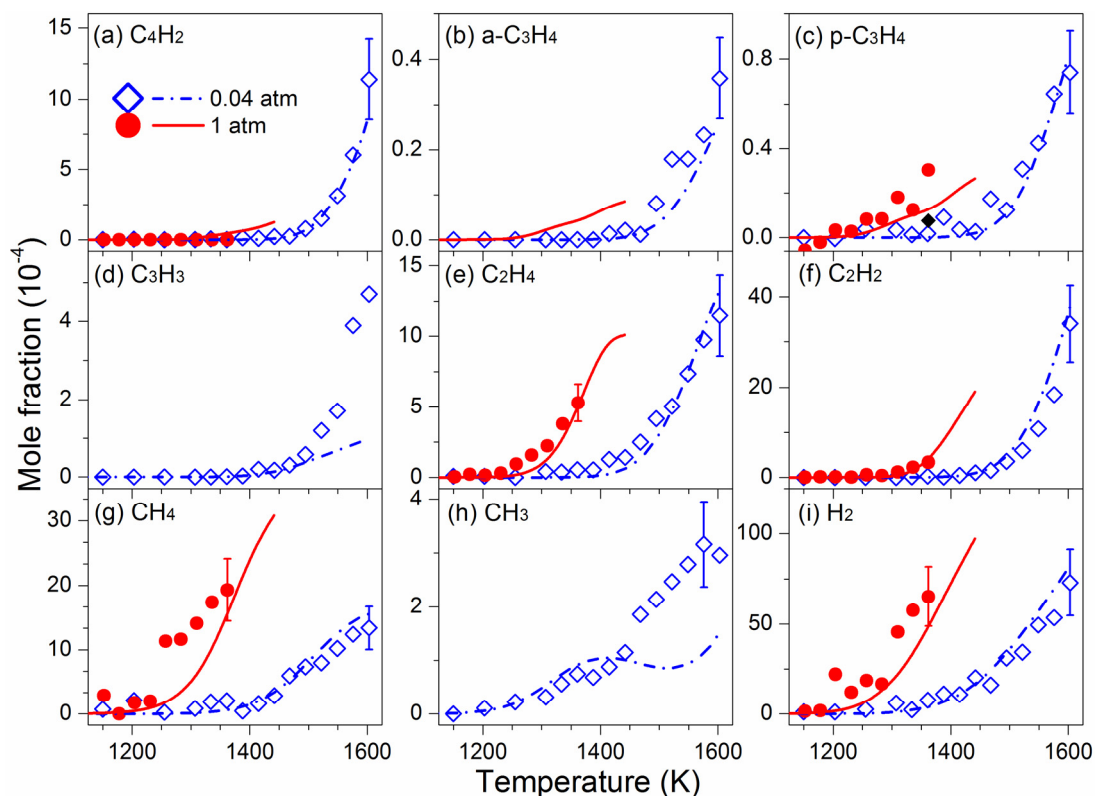 Mole fraction (10⁻⁴)
(a) C₄H₂
15
10
5
0
0.04 atm
1 atm
(b) a-C₃H₄
0.4
0.2
0.0
(c) p-C₃H₄
0.8
0.4
0.0
(d) C₃H₃
4
2
0
(e) C₂H₄
15
10
5
0
(f) C₂H₂
40
20
0
(g) CH₄
30
20
10
0
1200 1400 1600
(h) CH₃
4
2
0
1200 1400 1600
(i) H₂
100
50
0
1200 1400 1600
Temperature (K)